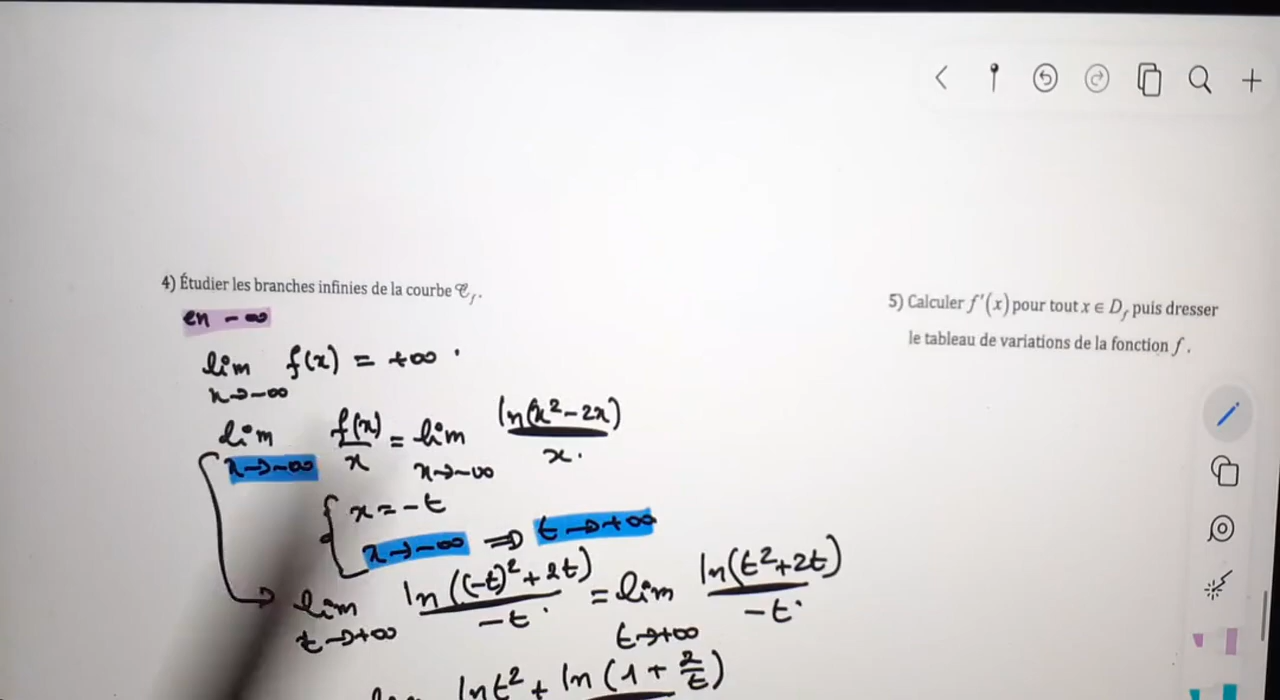 4) Étudier les branches infinies de la courbe 𝒞f.
en -∞
lim f(x) = +∞
x→-∞
lim f(x)/x = lim ln(x²-2x)/x
x→-∞ x→-∞
{ x = -t
x→-∞ ⇒ t→+∞
lim ln((-t)²+2t)/-t = lim ln(t²+2t)/-t
t→+∞ t→+∞
lnt² + ln(1+2/t)
5) Calculer f'(x) pour tout x ∈ Df puis dresser
le tableau de variations de la fonction f.